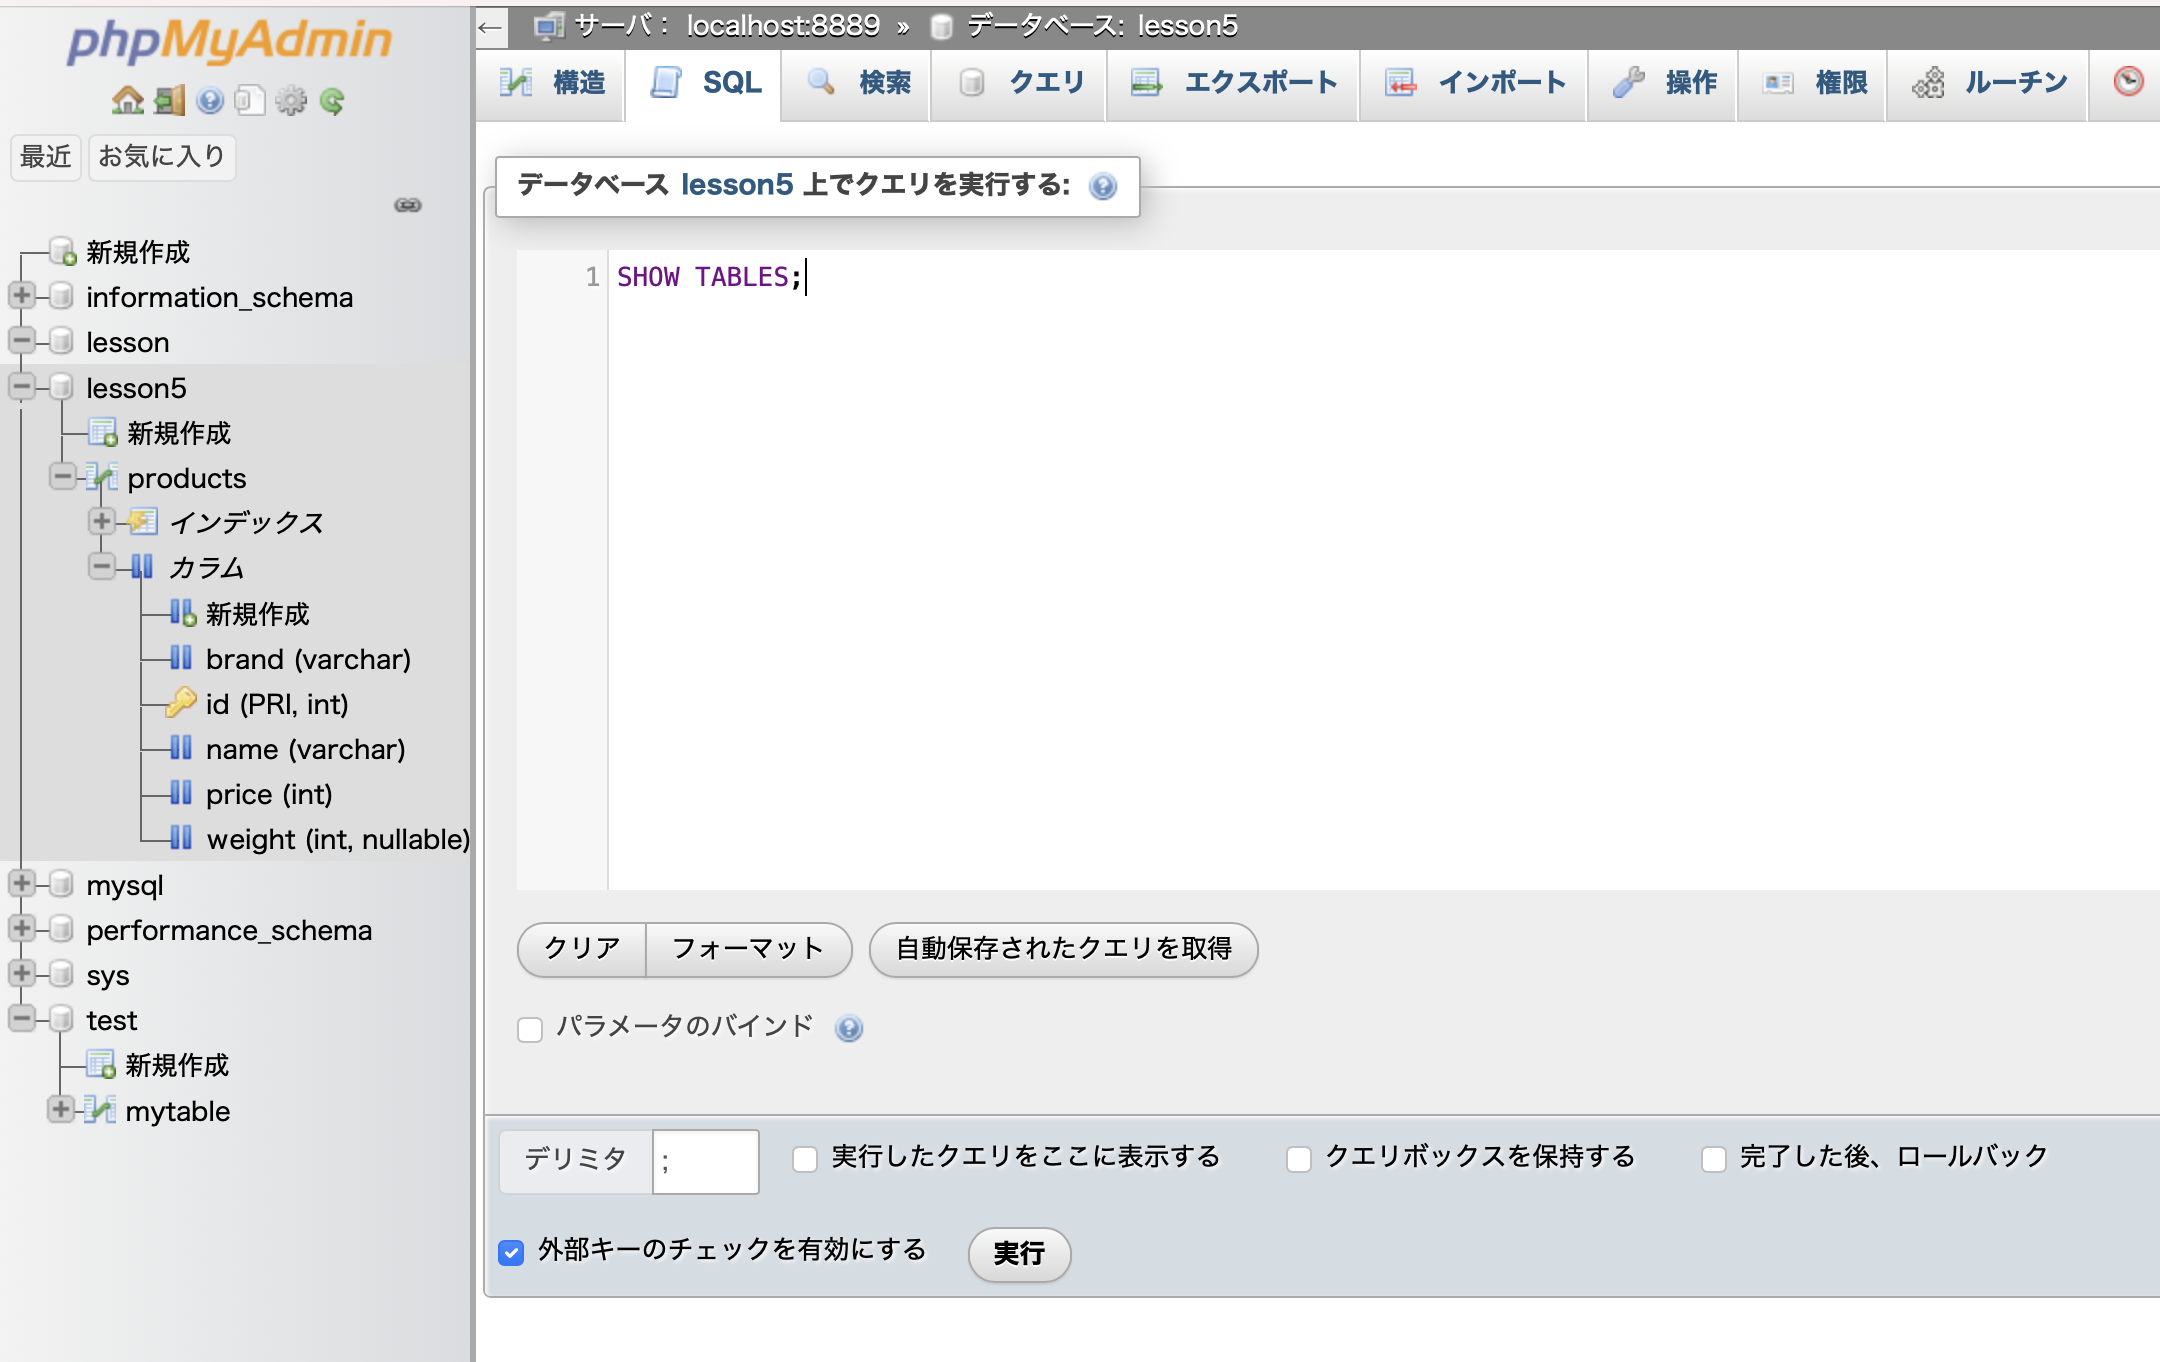 phpMyAdmin
最近 お気に入り
新規作成
information_schema
lesson
lesson5
新規作成
products
インデックス
カラム
新規作成
brand (varchar)
id (PRI, int)
name (varchar)
price (int)
weight (int, nullable)
mysql
performance_schema
sys
test
新規作成
mytable
サーバ： localhost:8889 » データベース: lesson5
構造 SQL 検索 クエリ エクスポート インポート 操作 権限 ルーチン
データベース lesson5 上でクエリを実行する:
1 SHOW TABLES;
クリア フォーマット 自動保存されたクエリを取得
パラメータのバインド
デリミタ ; 実行したクエリをここに表示する クエリボックスを保持する 完了した後、ロールバック
外部キーのチェックを有効にする 実行